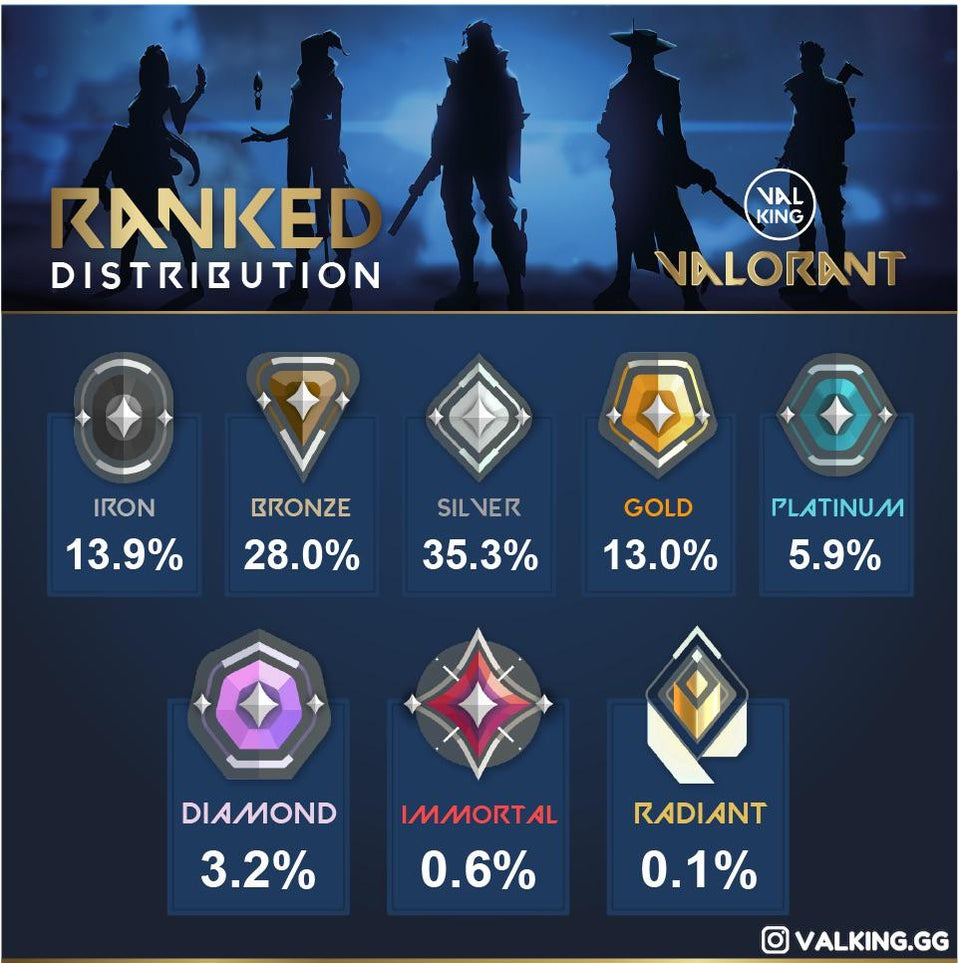 RANKED
DISTRIBUTION
VAL
KING
VALORANT
IRON
BRONZE
SILVER
GOLD
PLATINUM
13.9%
28.0%
35.3%
13.0%
5.9%
DIAMOND
IMMORTAL
RADIANT
3.2%
0.6%
0.1%
VALKING.GG